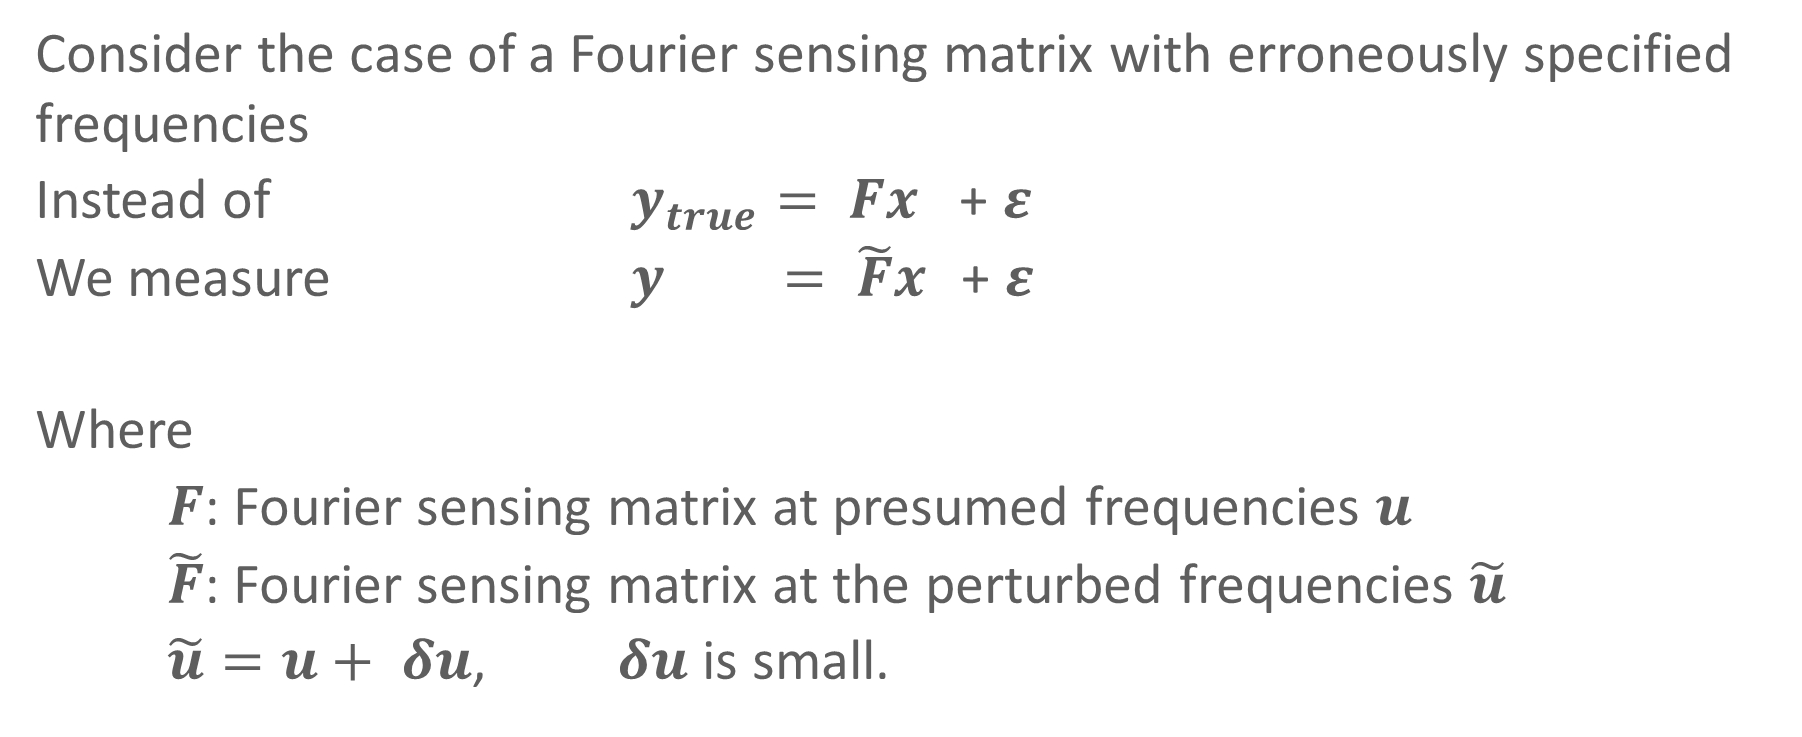 Consider the case of a Fourier sensing matrix with erroneously specified
frequencies
Instead of y_true = Fx + ε
We measure y = F̃x + ε
Where
F: Fourier sensing matrix at presumed frequencies u
F̃: Fourier sensing matrix at the perturbed frequencies ũ
ũ = u + δu, δu is small.